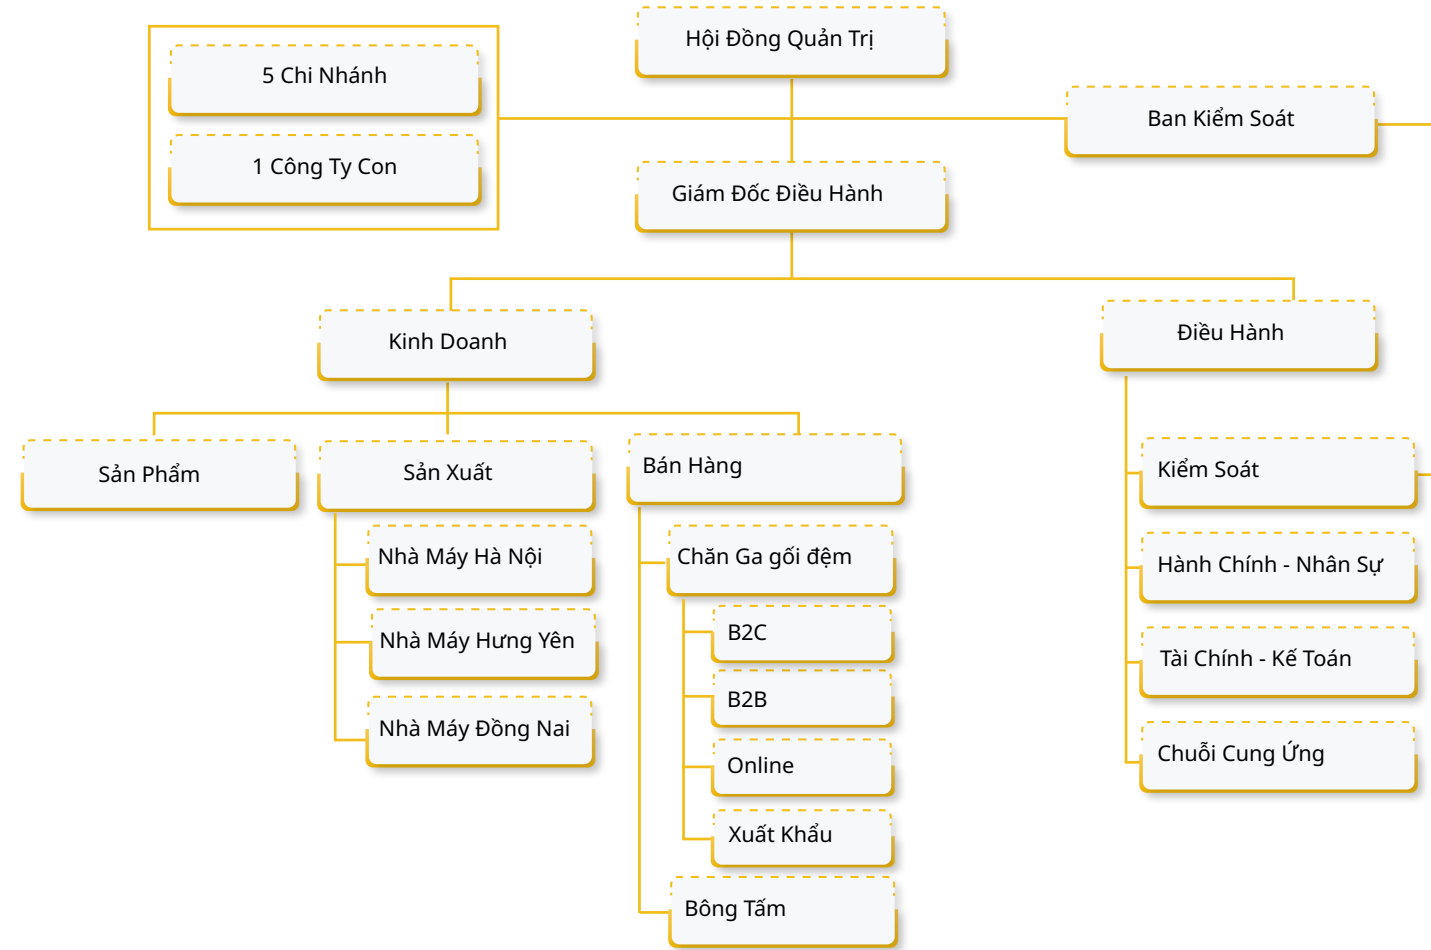 Hội Đồng Quản Trị
5 Chi Nhánh
1 Công Ty Con
Ban Kiểm Soát
Giám Đốc Điều Hành
Kinh Doanh
Điều Hành
Sản Phẩm
Sản Xuất
Bán Hàng
Nhà Máy Hà Nội
Nhà Máy Hưng Yên
Nhà Máy Đồng Nai
Chăn Ga gối đệm
B2C
B2B
Online
Xuất Khẩu
Bông Tấm
Kiểm Soát
Hành Chính - Nhân Sự
Tài Chính - Kế Toán
Chuỗi Cung Ứng